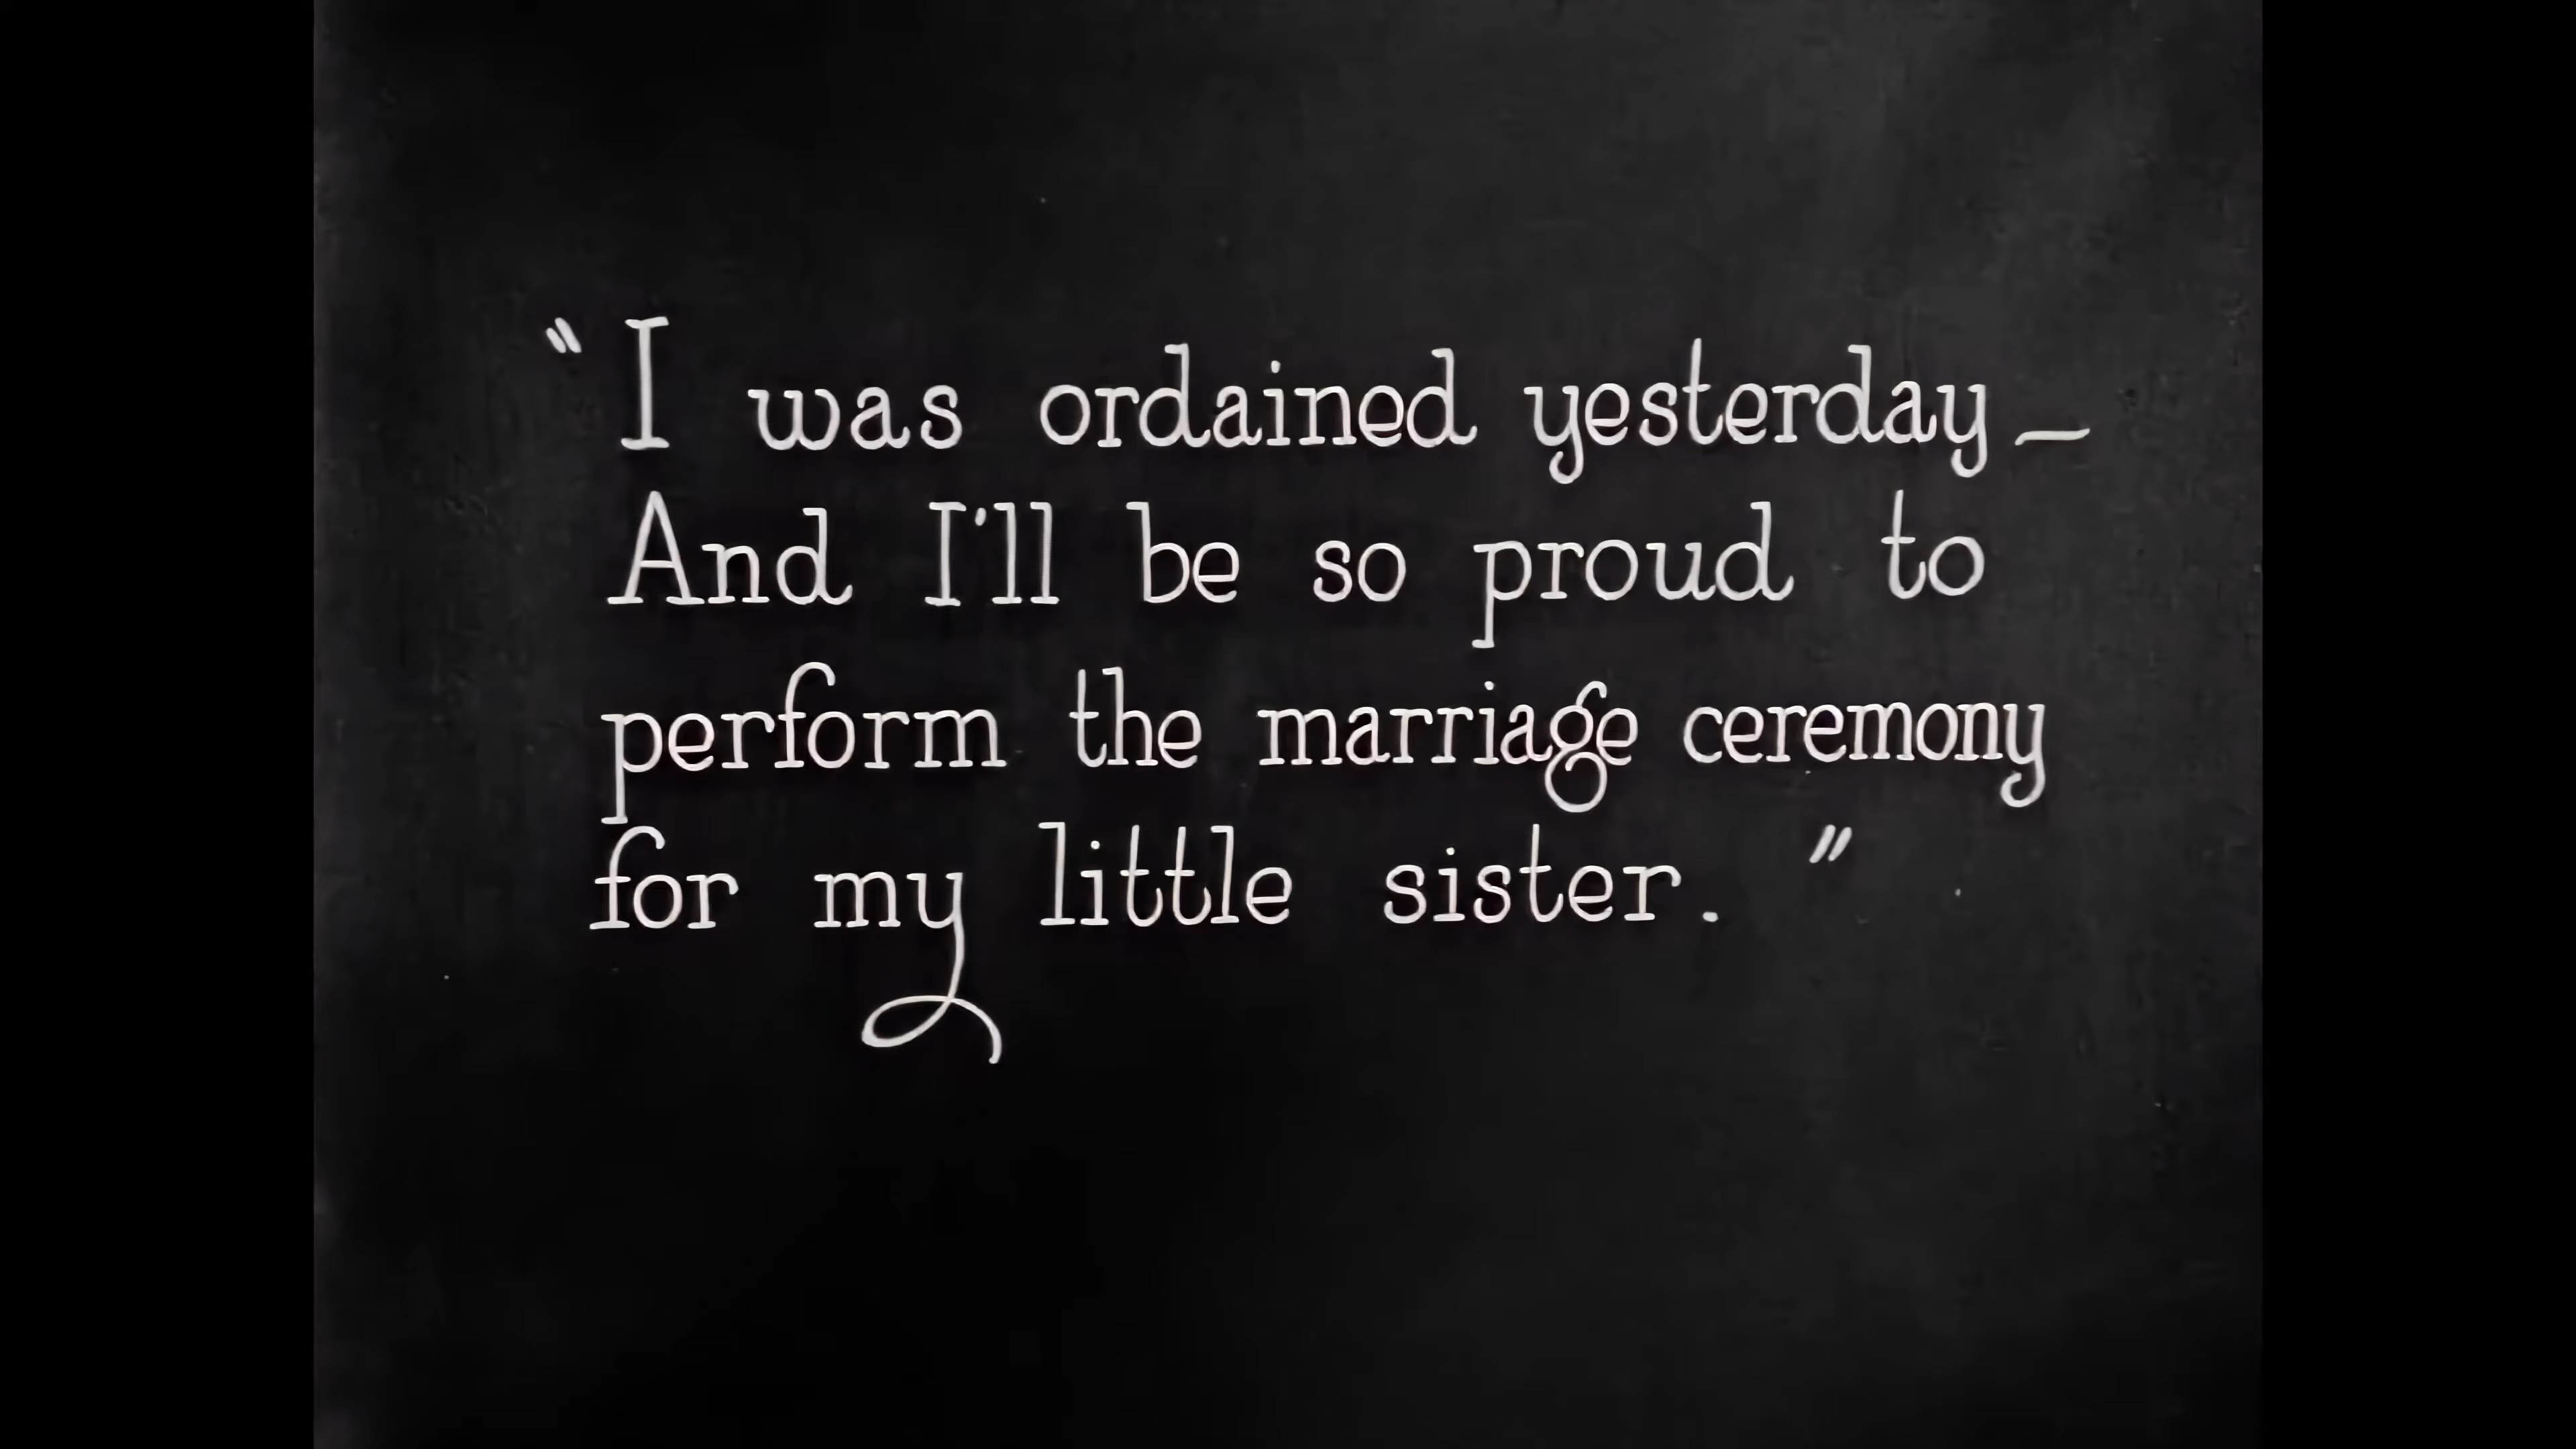 “I was ordained yesterday—
And I'll be so proud to
perform the marriage ceremony
for my little sister.”